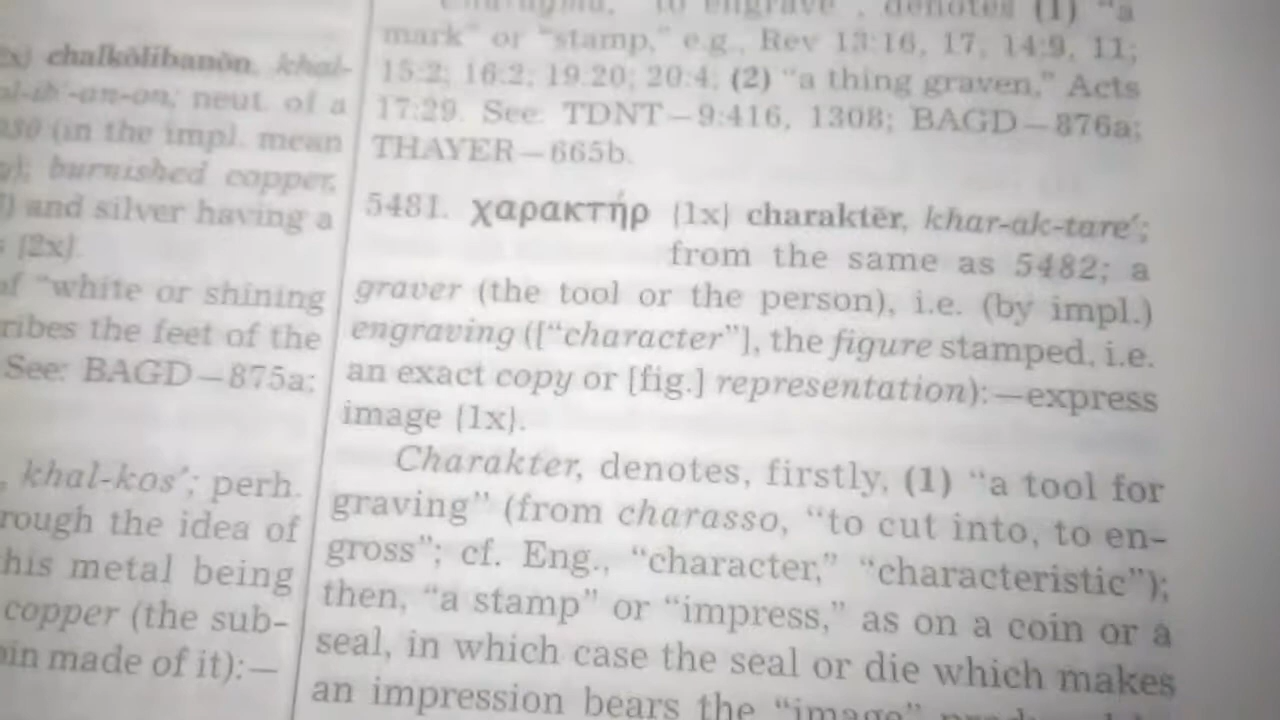 chalkŏlibanŏn, khal-
al-ib'-an-on; neut. of a
(in the impl. mean
burnished copper,
and silver having a
{2x}.
of "white or shining
ribes the feet of the
See: BAGD—875a;
, khal-kos'; perh.
rough the idea of
his metal being
copper (the sub-
ain made of it):—
"to engrave", denotes (1) "a
mark" or "stamp," e.g., Rev 13:16, 17; 14:9, 11;
15:2; 16:2; 19:20; 20:4; (2) "a thing graven," Acts
17:29. See: TDNT—9:416, 1308; BAGD—876a;
THAYER—665b.
5481. χαρακτήρ {1x} charaktēr, khar-ak-tare';
from the same as 5482; a
graver (the tool or the person), i.e. (by impl.)
engraving (["character"], the figure stamped, i.e.
an exact copy or [fig.] representation):—express
image {1x}.
Charakter, denotes, firstly, (1) "a tool for
graving" (from charasso, "to cut into, to en-
gross"; cf. Eng., "character," "characteristic");
then, "a stamp" or "impress," as on a coin or a
seal, in which case the seal or die which makes
an impression bears the "image"